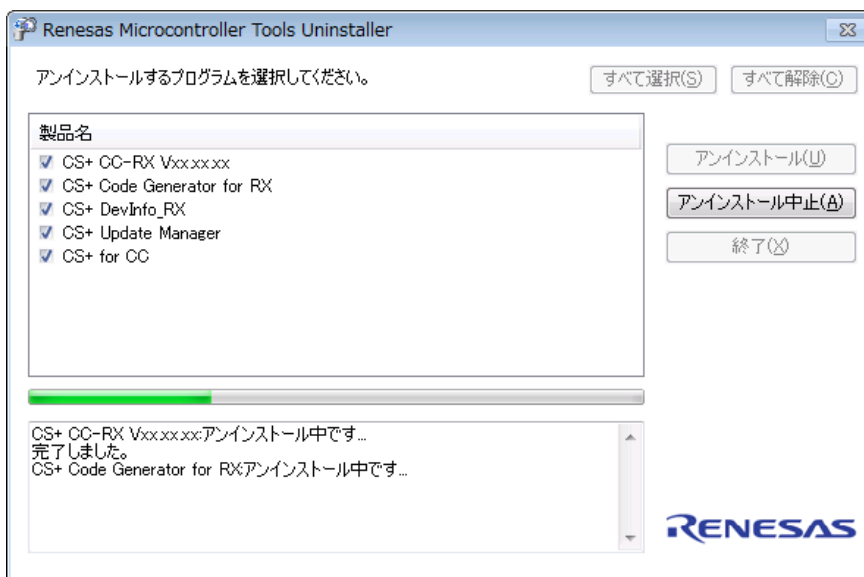 Renesas Microcontroller Tools Uninstaller
アンインストールするプログラムを選択してください。
すべて選択(S)
すべて解除(C)
製品名
CS+ CC-RX Vxx.xx.xx
CS+ Code Generator for RX
CS+ DevInfo_RX
CS+ Update Manager
CS+ for CC
アンインストール(U)
アンインストール中止(A)
終了(X)
CS+ CC-RX Vxx.xx.xx:アンインストール中です...
完了しました。
CS+ Code Generator for RX:アンインストール中です...
RENESAS